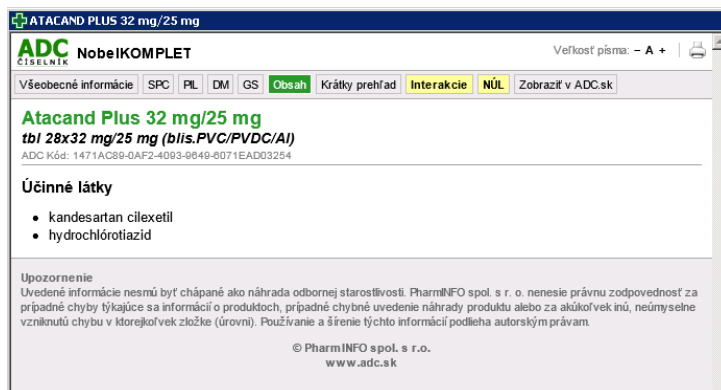 ATACAND PLUS 32 mg/25 mg
ADC
ČÍSELNÍK
NobelKOMPLET
Veľkosť písma: – A +
Všeobecné informácie SPC PIL DM GS Obsah Krátky prehľad Interakcie NÚL Zobraziť v ADC.sk
Atacand Plus 32 mg/25 mg
tbl 28x32 mg/25 mg (blis.PVC/PVDC/Al)
ADC Kód: 1471AC89-0AF2-4093-9649-6071EAD03254
Účinné látky
• kandesartan cilexetil
• hydrochlórotiazid
Upozornenie
Uvedené informácie nesmú byť chápané ako náhrada odbornej starostlivosti. PharmINFO spol. s r. o. nenesie právnu zodpovednosť za
prípadné chyby týkajúce sa informácií o produktoch, prípadné chybné uvedenie náhrady produktu alebo za akúkoľvek inú, neúmyselne
vzniknutú chybu v ktorejkoľvek zložke (úrovni). Používanie a šírenie týchto informácií podlieha autorským právam.
© PharmINFO spol. s r.o.
www.adc.sk